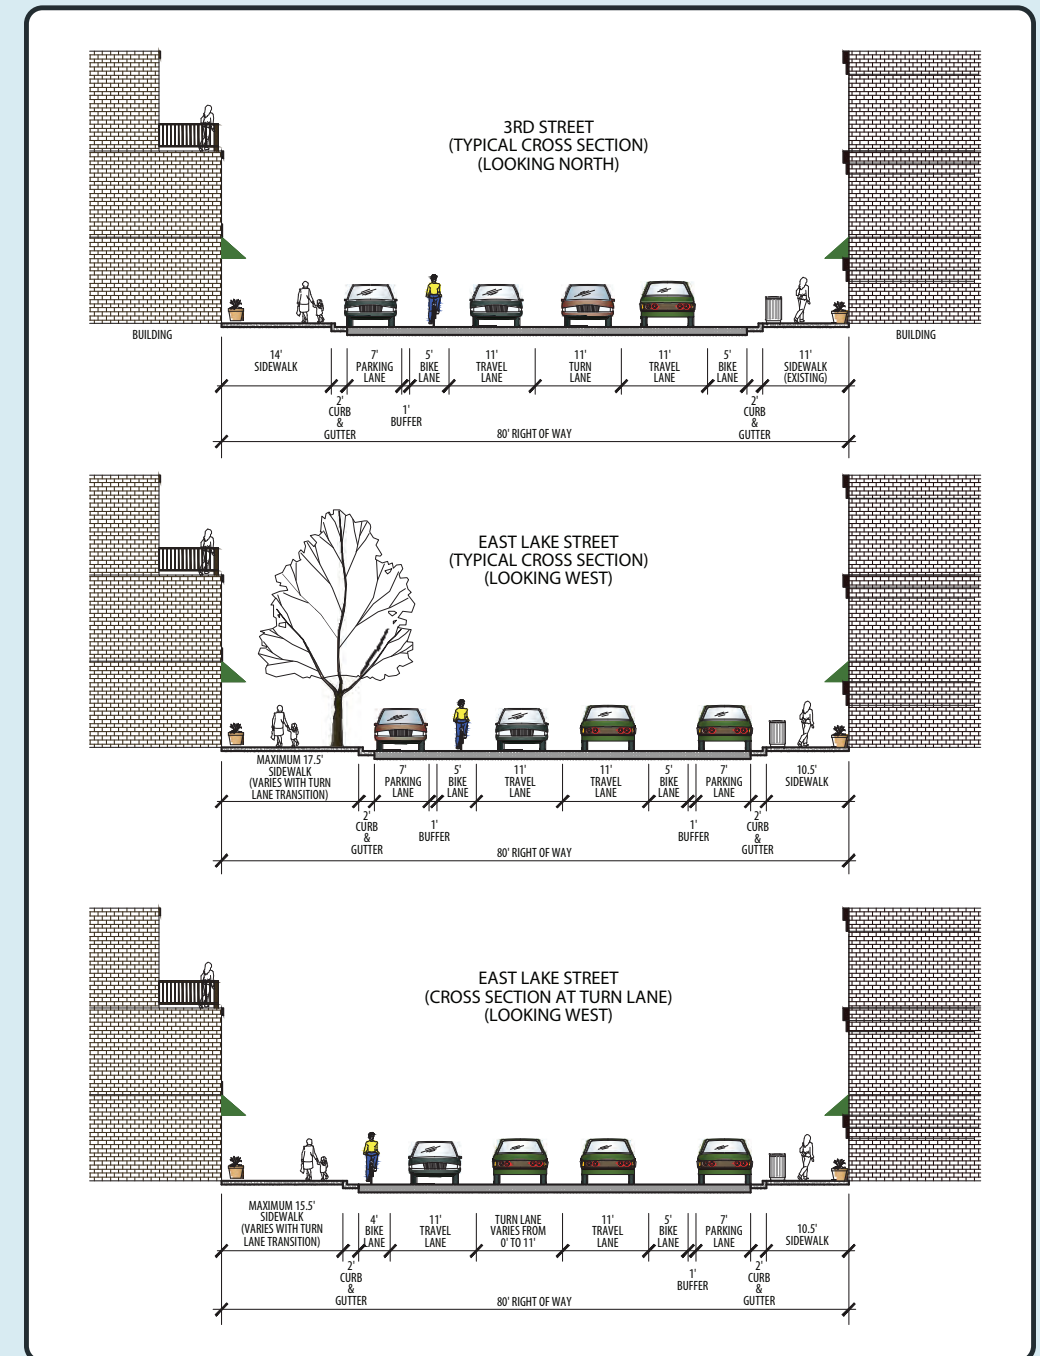 3RD STREET
(TYPICAL CROSS SECTION)
(LOOKING NORTH)
BUILDING
BUILDING
14'
SIDEWALK
2'
CURB
&
GUTTER
7'
PARKING
LANE
1'
BUFFER
5'
BIKE
LANE
11'
TRAVEL
LANE
11'
TURN
LANE
11'
TRAVEL
LANE
5'
BIKE
LANE
2'
CURB
&
GUTTER
11'
SIDEWALK
(EXISTING)
80' RIGHT OF WAY
EAST LAKE STREET
(TYPICAL CROSS SECTION)
(LOOKING WEST)
MAXIMUM 17.5'
SIDEWALK
(VARIES WITH TURN
LANE TRANSITION)
2'
CURB
&
GUTTER
7'
PARKING
LANE
1'
BUFFER
5'
BIKE
LANE
11'
TRAVEL
LANE
11'
TRAVEL
LANE
5'
BIKE
LANE
1'
BUFFER
7'
PARKING
LANE
2'
CURB
&
GUTTER
10.5'
SIDEWALK
80' RIGHT OF WAY
EAST LAKE STREET
(CROSS SECTION AT TURN LANE)
(LOOKING WEST)
MAXIMUM 15.5'
SIDEWALK
(VARIES WITH TURN
LANE TRANSITION)
2'
CURB
&
GUTTER
4'
BIKE
LANE
11'
TRAVEL
LANE
TURN LANE
VARIES FROM
0' TO 11'
11'
TRAVEL
LANE
5'
BIKE
LANE
1'
BUFFER
7'
PARKING
LANE
2'
CURB
&
GUTTER
10.5'
SIDEWALK
80' RIGHT OF WAY